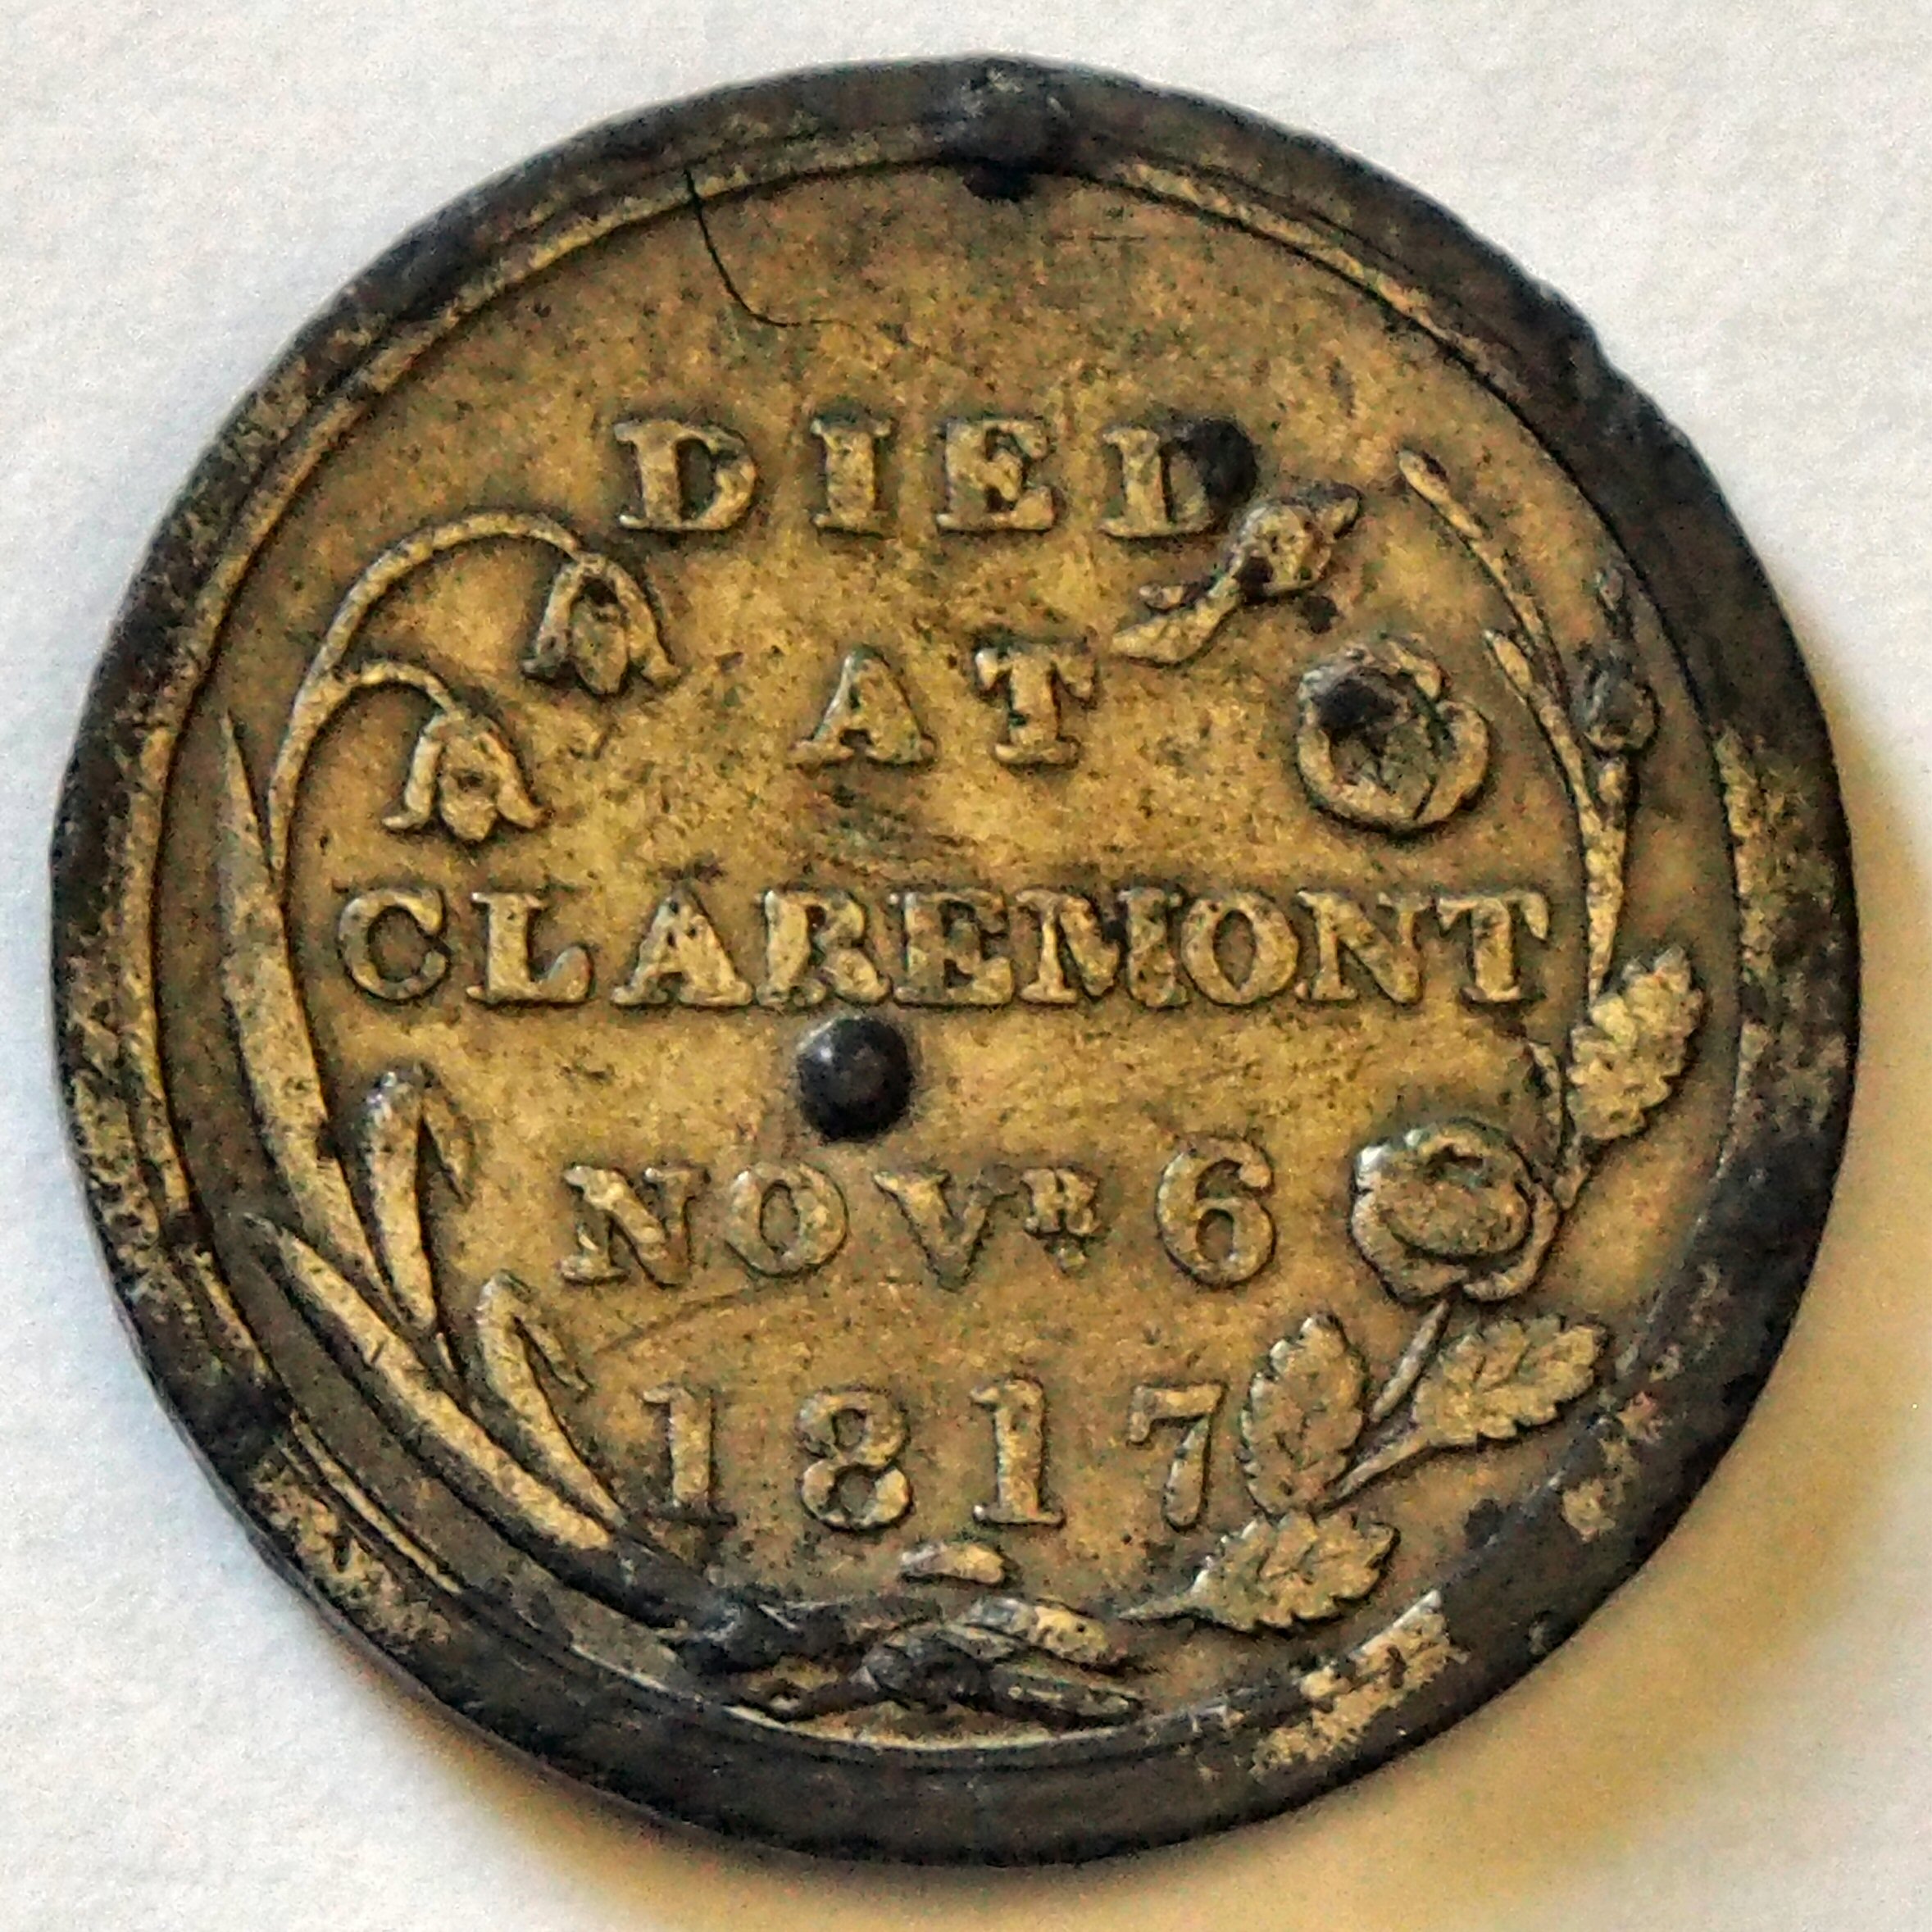 DIED
AT
CLAREMONT
NOVR 6
1817